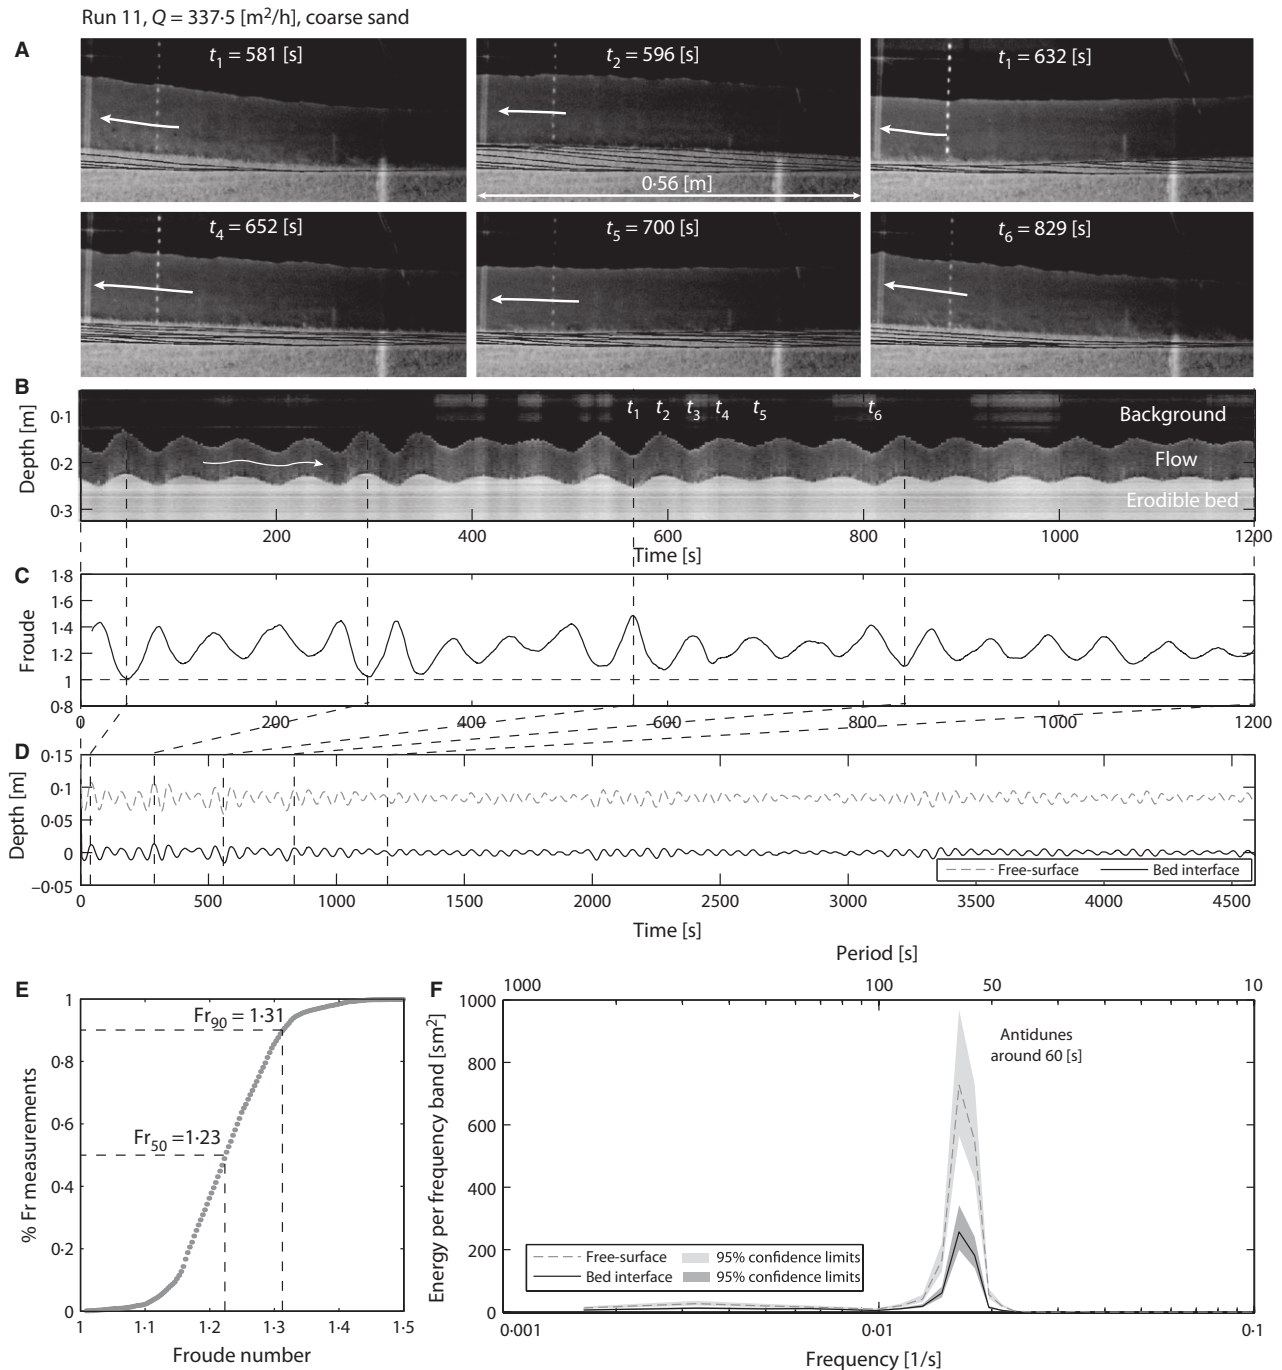 Run 11, Q = 337·5 [m²/h], coarse sand
A
t₁ = 581 [s]
t₂ = 596 [s]
t₁ = 632 [s]
0·56 [m]
t₄ = 652 [s]
t₅ = 700 [s]
t₆ = 829 [s]
B
Depth [m]
0·1
0·2
0·3
t₁ t₂ t₃ t₄ t₅ t₆
Background
Flow
Erodible bed
200 400 600 800 1000 1200
Time [s]
C
Froude
1·8
1·6
1·4
1·2
1
0·8
0 200 400 600 800 1000 1200
D
Depth [m]
0·15
0·1
0·05
0
−0·05
Free-surface Bed interface
0 500 1000 1500 2000 2500 3000 3500 4000 4500
Time [s]
E
% Fr measurements
1
0·8
0·6
0·4
0·2
0
Fr₉₀ = 1·31
Fr₅₀ =1·23
1 1·1 1·2 1·3 1·4 1·5
Froude number
Period [s]
F
1000 100 50 10
Energy per frequency band [sm²]
1000
800
600
400
200
0
Antidunes
around 60 [s]
Free-surface 95% confidence limits
Bed interface 95% confidence limits
0·001 0·01 0·1
Frequency [1/s]